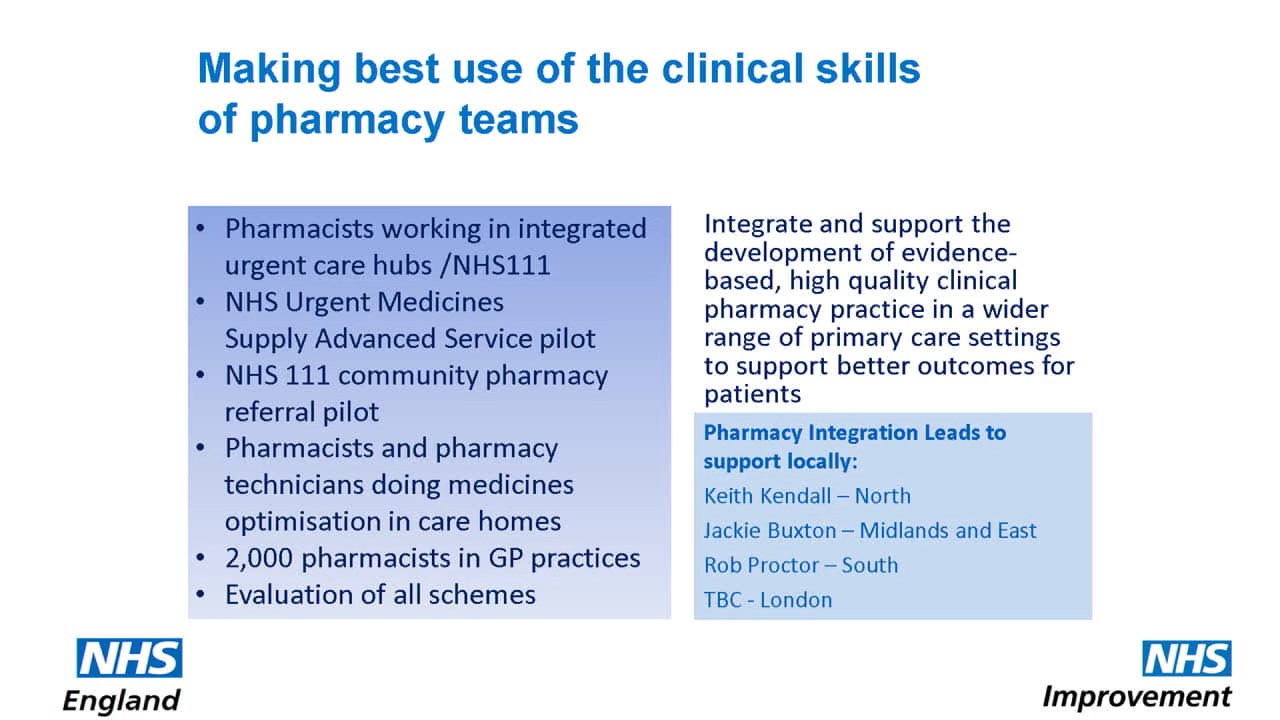 Making best use of the clinical skills
of pharmacy teams
• Pharmacists working in integrated
urgent care hubs /NHS111
• NHS Urgent Medicines
Supply Advanced Service pilot
• NHS 111 community pharmacy
referral pilot
• Pharmacists and pharmacy
technicians doing medicines
optimisation in care homes
• 2,000 pharmacists in GP practices
• Evaluation of all schemes
Integrate and support the
development of evidence-
based, high quality clinical
pharmacy practice in a wider
range of primary care settings
to support better outcomes for
patients
Pharmacy Integration Leads to
support locally:
Keith Kendall – North
Jackie Buxton – Midlands and East
Rob Proctor – South
TBC - London
NHS
England
NHS
Improvement